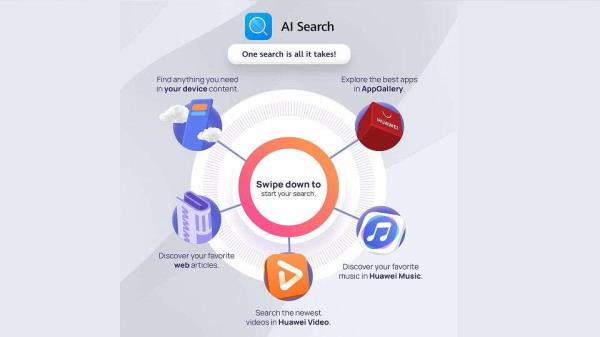 AI Search
One search is all it takes!
Find anything you need
in your device content.
Explore the best apps
in AppGallery.
HUAWEI
Swipe down to
start your search.
WWW
Discover your favorite
web articles.
Discover your favorite
music in Huawei Music.
Search the newest
videos in Huawei Video.